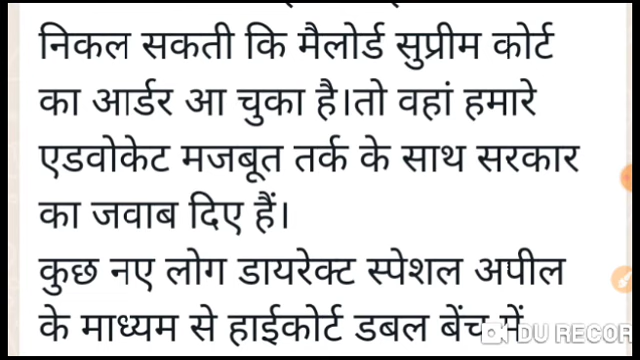 निकल सकती कि मैलोर्ड सुप्रीम कोर्ट
का आर्डर आ चुका है।तो वहां हमारे
एडवोकेट मजबूत तर्क के साथ सरकार
का जवाब दिए हैं।
कुछ नए लोग डायरेक्ट स्पेशल अपील
के माध्यम से हाईकोर्ट डबल बेंच में
DU RECOR